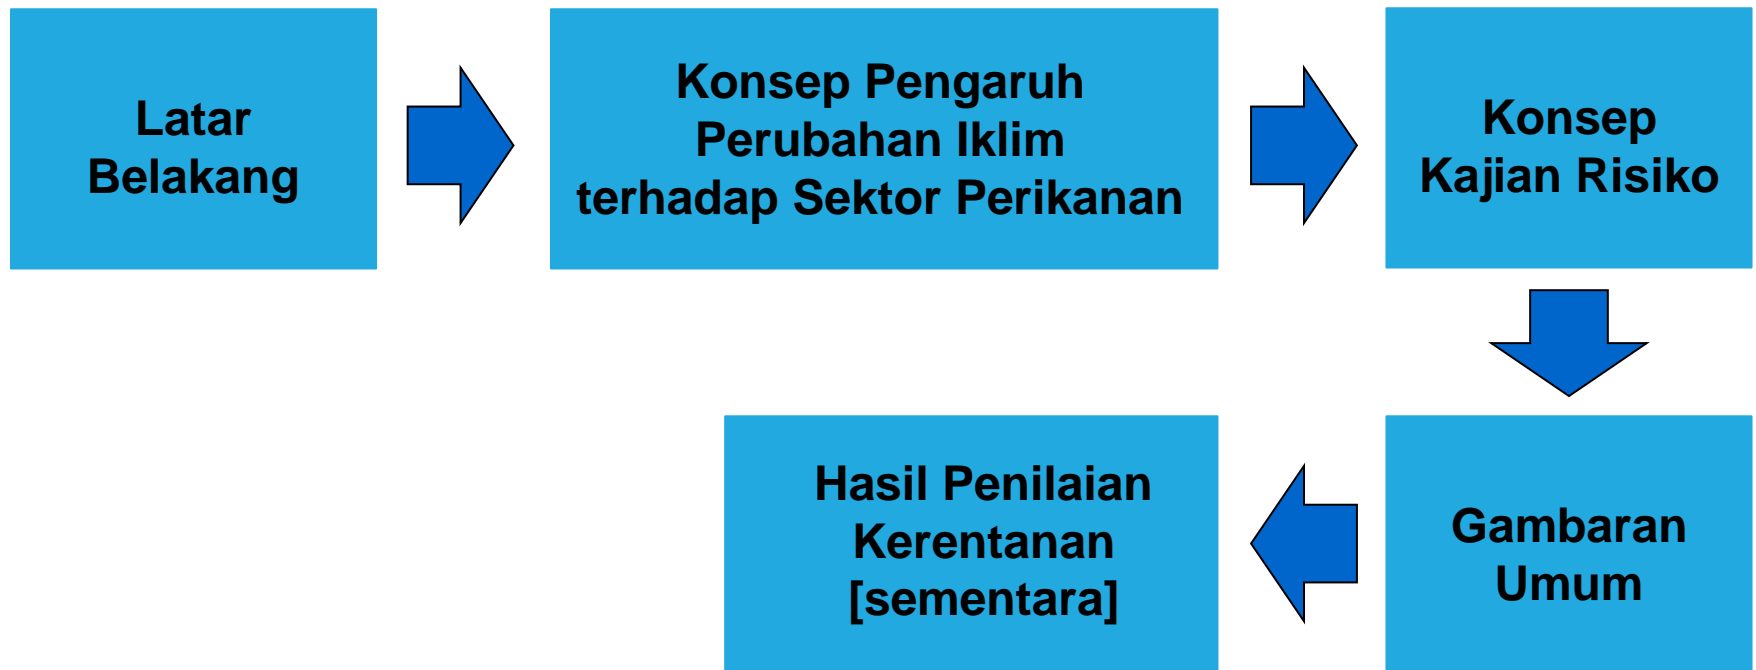 Latar
Belakang
Konsep Pengaruh
Perubahan Iklim
terhadap Sektor Perikanan
Konsep
Kajian Risiko
Gambaran
Umum
Hasil Penilaian
Kerentanan
[sementara]